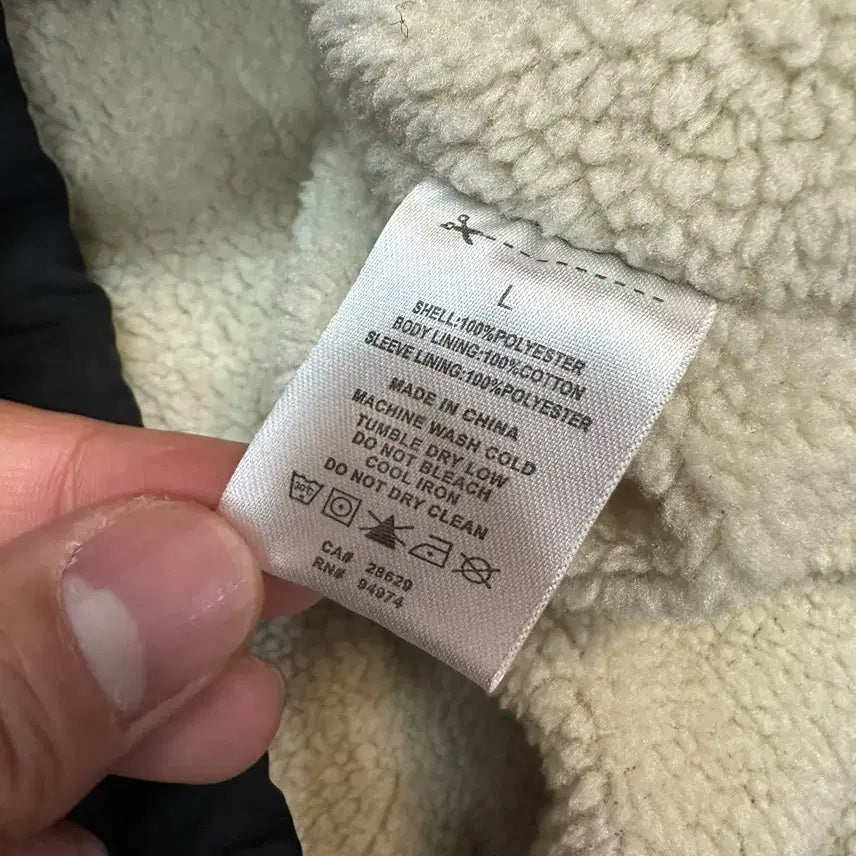 L
SHELL:100%POLYESTER
BODY LINING:100%COTTON
SLEEVE LINING:100%POLYESTER
MADE IN CHINA
MACHINE WASH COLD
TUMBLE DRY LOW
DO NOT BLEACH
COOL IRON
DO NOT DRY CLEAN
30°
CA# 28629
RN# 94974